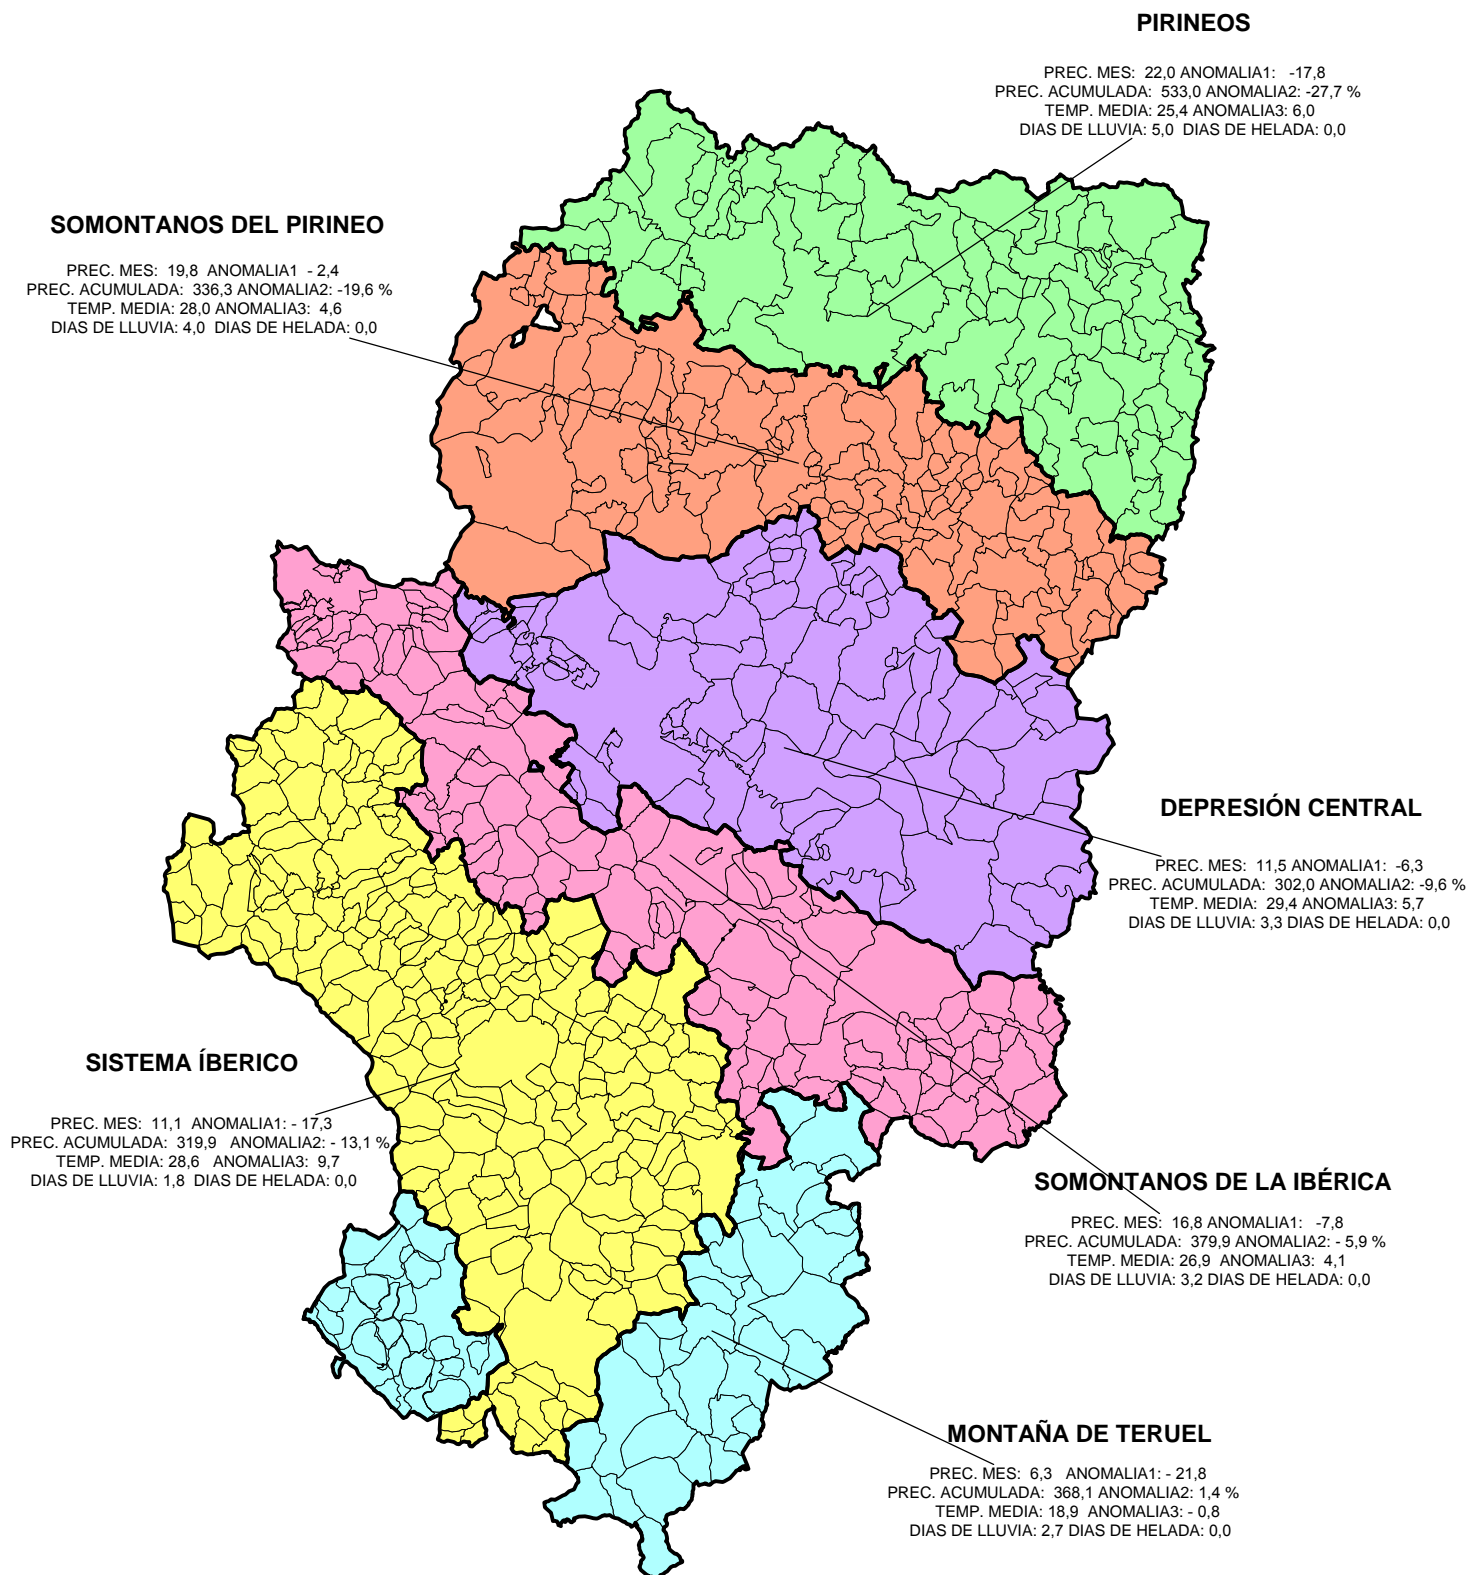 PIRINEOS
PREC. MES: 22,0 ANOMALIA1: -17,8
PREC. ACUMULADA: 533,0 ANOMALIA2: -27,7 %
TEMP. MEDIA: 25,4 ANOMALIA3: 6,0
DIAS DE LLUVIA: 5,0 DIAS DE HELADA: 0,0
SOMONTANOS DEL PIRINEO
PREC. MES: 19,8 ANOMALIA1 - 2,4
PREC. ACUMULADA: 336,3 ANOMALIA2: -19,6 %
TEMP. MEDIA: 28,0 ANOMALIA3: 4,6
DIAS DE LLUVIA: 4,0 DIAS DE HELADA: 0,0
DEPRESIÓN CENTRAL
PREC. MES: 11,5 ANOMALIA1: -6,3
PREC. ACUMULADA: 302,0 ANOMALIA2: -9,6 %
TEMP. MEDIA: 29,4 ANOMALIA3: 5,7
DIAS DE LLUVIA: 3,3 DIAS DE HELADA: 0,0
SISTEMA ÍBERICO
PREC. MES: 11,1 ANOMALIA1: - 17,3
PREC. ACUMULADA: 319,9 ANOMALIA2: - 13,1 %
TEMP. MEDIA: 28,6 ANOMALIA3: 9,7
DIAS DE LLUVIA: 1,8 DIAS DE HELADA: 0,0
SOMONTANOS DE LA IBÉRICA
PREC. MES: 16,8 ANOMALIA1: -7,8
PREC. ACUMULADA: 379,9 ANOMALIA2: - 5,9 %
TEMP. MEDIA: 26,9 ANOMALIA3: 4,1
DIAS DE LLUVIA: 3,2 DIAS DE HELADA: 0,0
MONTAÑA DE TERUEL
PREC. MES: 6,3 ANOMALIA1: - 21,8
PREC. ACUMULADA: 368,1 ANOMALIA2: 1,4 %
TEMP. MEDIA: 18,9 ANOMALIA3: - 0,8
DIAS DE LLUVIA: 2,7 DIAS DE HELADA: 0,0